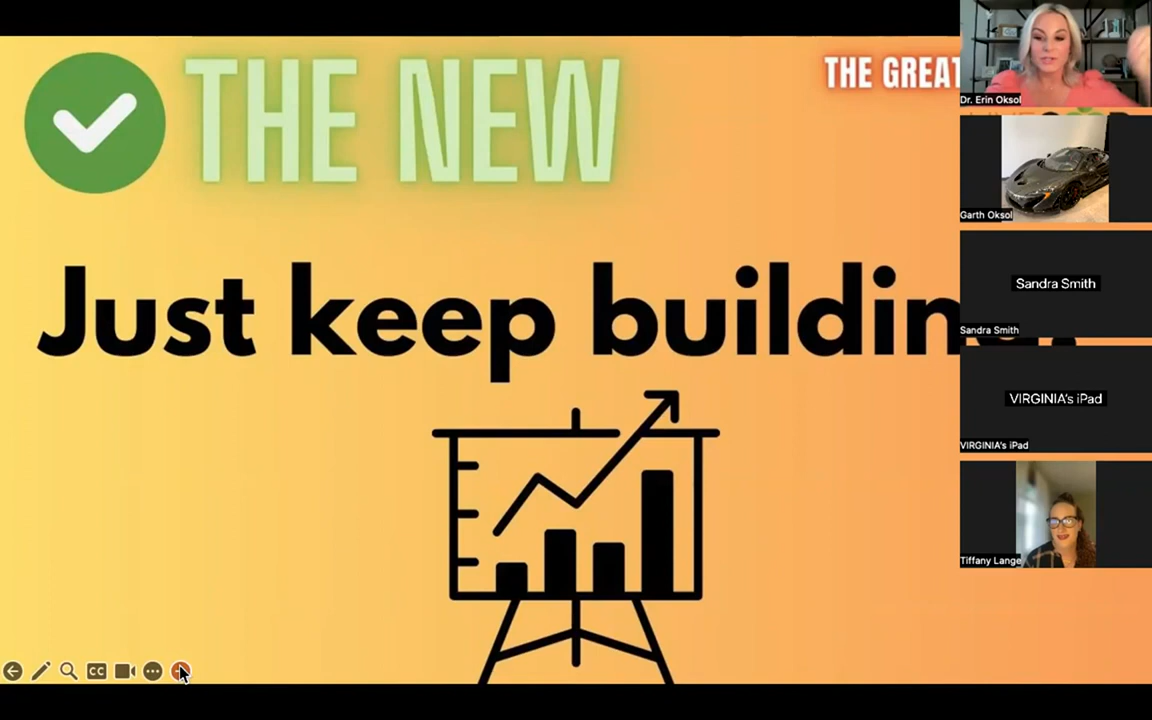 THE NEW
THE GREAT
Just keep buildin
CC
Dr. Erin Oksol
Garth Oksol
Sandra Smith
Sandra Smith
VIRGINIA's iPad
VIRGINIA's iPad
Tiffany Lange